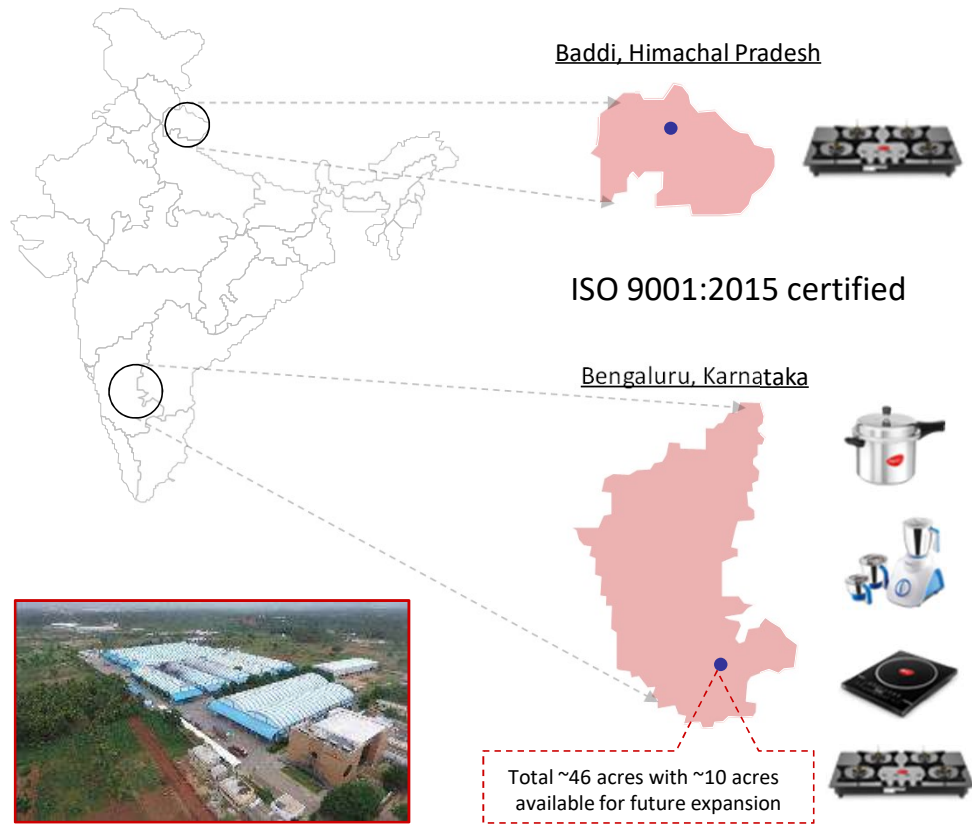 Baddi, Himachal Pradesh
ISO 9001:2015 certified
Bengaluru, Karnataka
Total ~46 acres with ~10 acres
available for future expansion